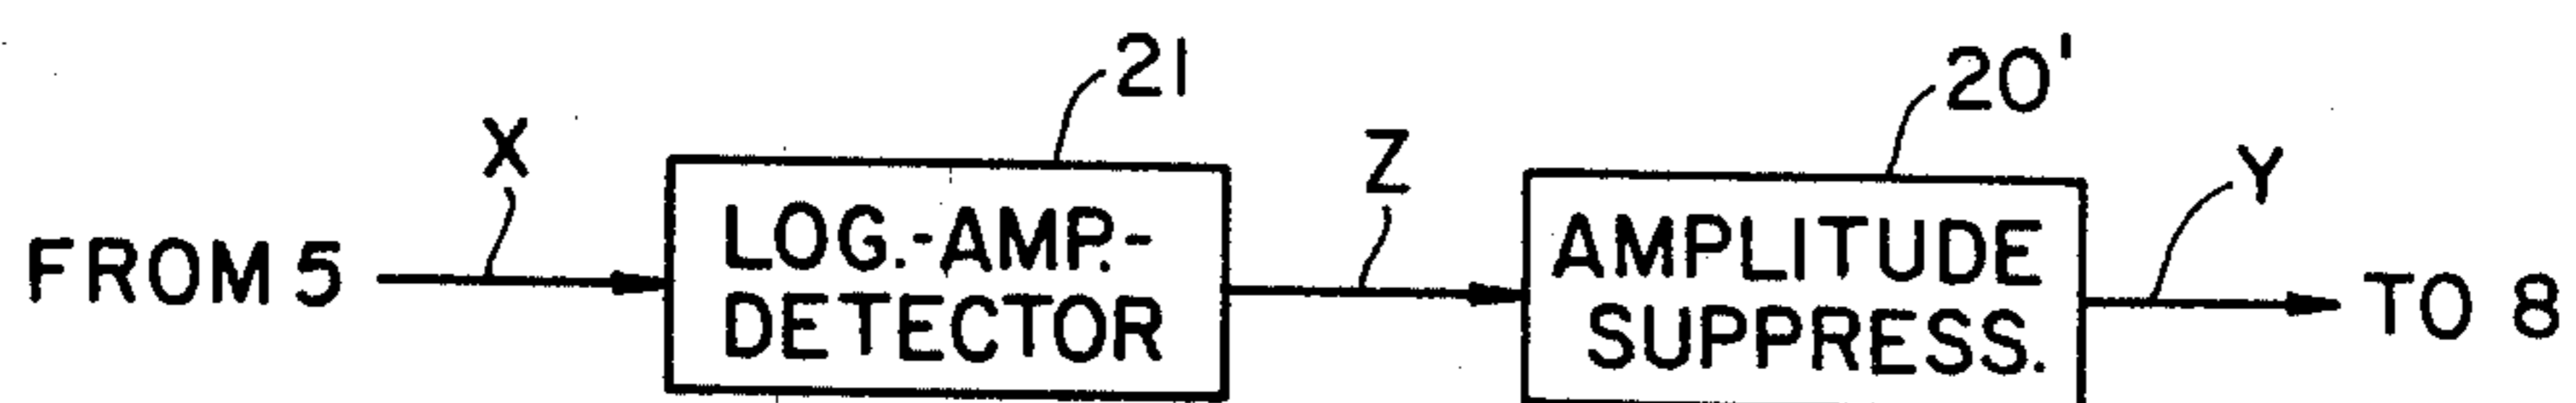 21
20'
X
Z
Y
FROM 5
LOG.-AMP.-
DETECTOR
AMPLITUDE
SUPPRESS.
TO 8